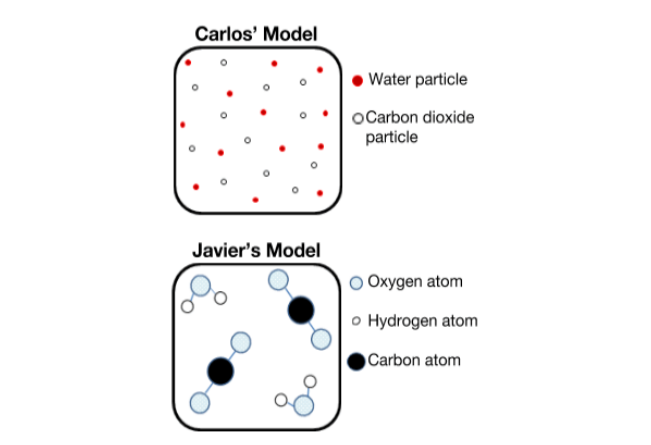 Carlos’ Model
Water particle
Carbon dioxide
particle
Javier’s Model
Oxygen atom
Hydrogen atom
Carbon atom